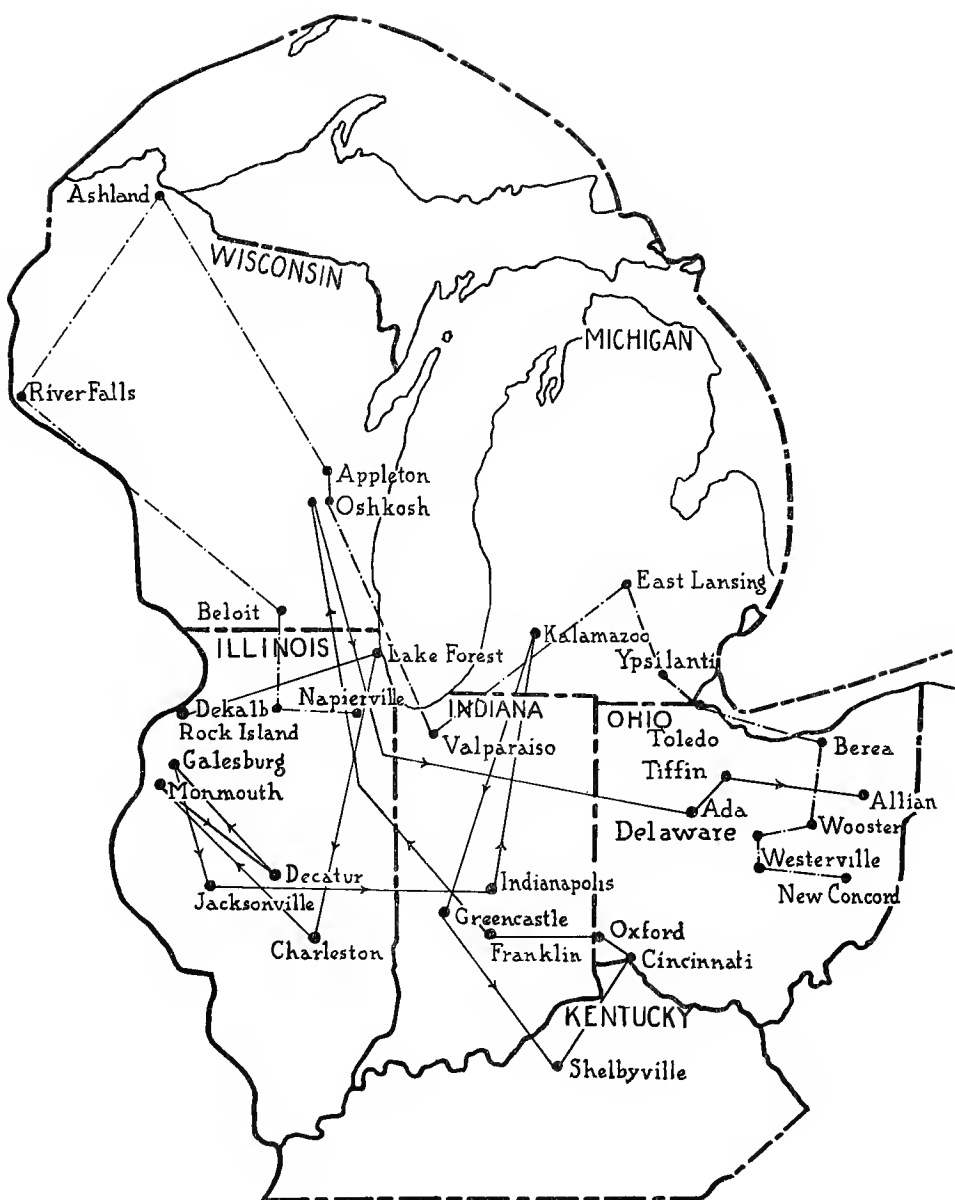 Ashland
WISCONSIN
MICHIGAN
River Falls
Appleton
Oshkosh
East Lansing
Beloit
Kalamazoo
ILLINOIS
Lake Forest
Ypsilanti
Napierville
INDIANA
Dekalb
OHIO
Rock Island
Toledo
Valparaiso
Berea
Galesburg
Tiffin
Monmouth
Allian
Ada
Delaware
Wooster
Westerville
Decatur
Indianapolis
New Concord
Jacksonville
Greencastle
Oxford
Charleston
Franklin
Cincinnati
KENTUCKY
Shelbyville